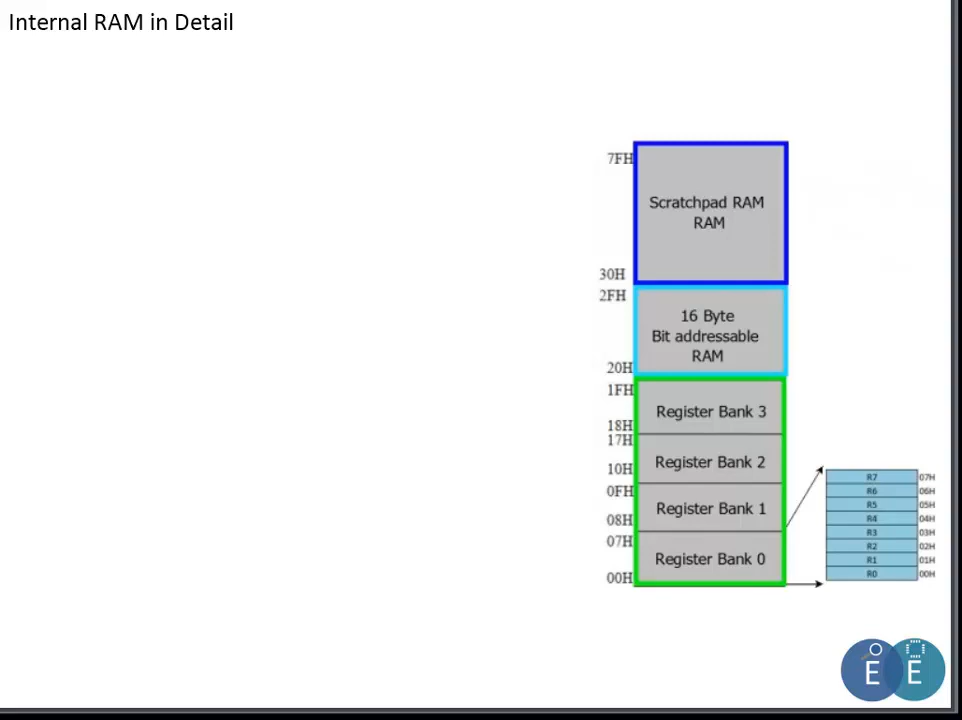 Internal RAM in Detail
7FH
Scratchpad RAM
RAM
30H
2FH
16 Byte
Bit addressable
RAM
20H
1FH
Register Bank 3
18H
17H
Register Bank 2
10H
0FH
Register Bank 1
08H
07H
Register Bank 0
00H
R7 07H
R6 06H
R5 05H
R4 04H
R3 03H
R2 02H
R1 01H
R0 00H
E E